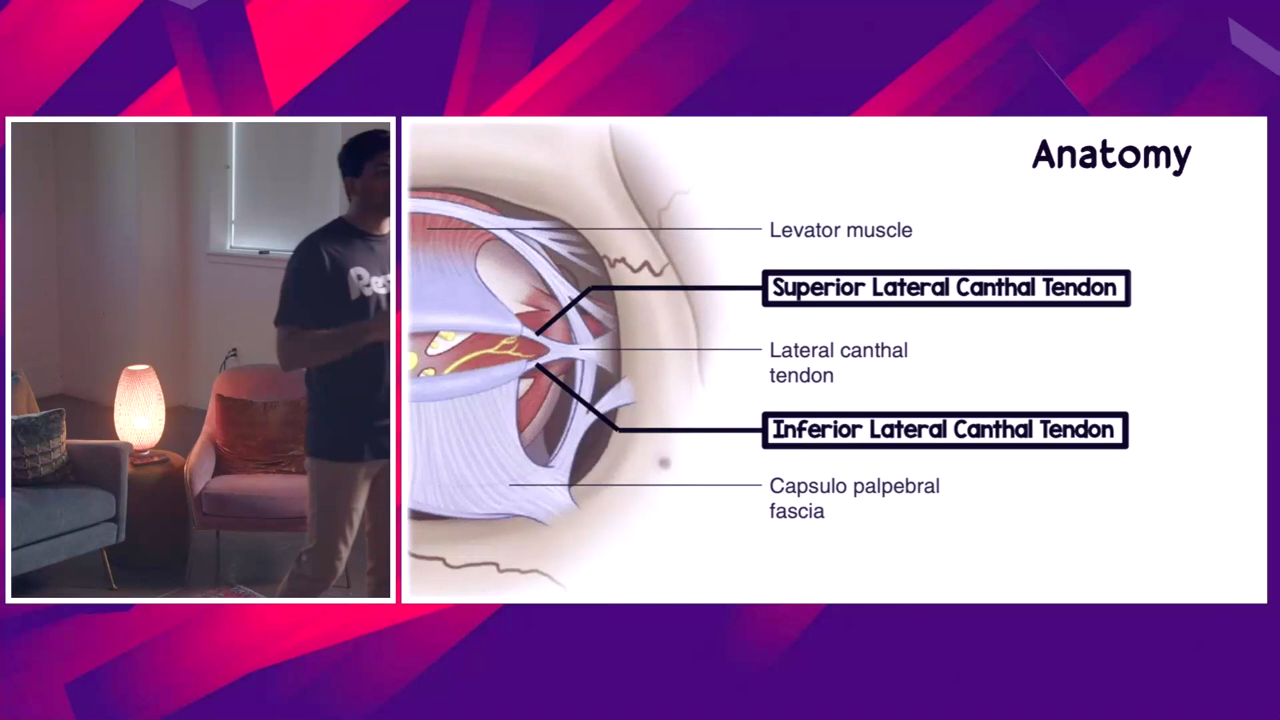 Anatomy
Levator muscle
Superior Lateral Canthal Tendon
Lateral canthal
tendon
Inferior Lateral Canthal Tendon
Capsulo palpebral
fascia